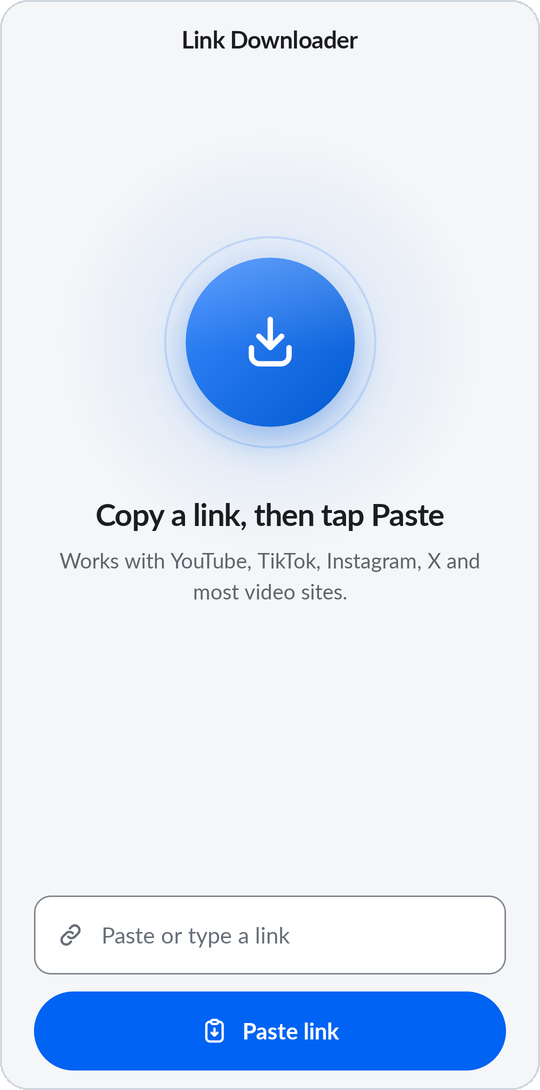 Link Downloader
Copy a link, then tap Paste
Works with YouTube, TikTok, Instagram, X and
most video sites.
Paste or type a link
Paste link